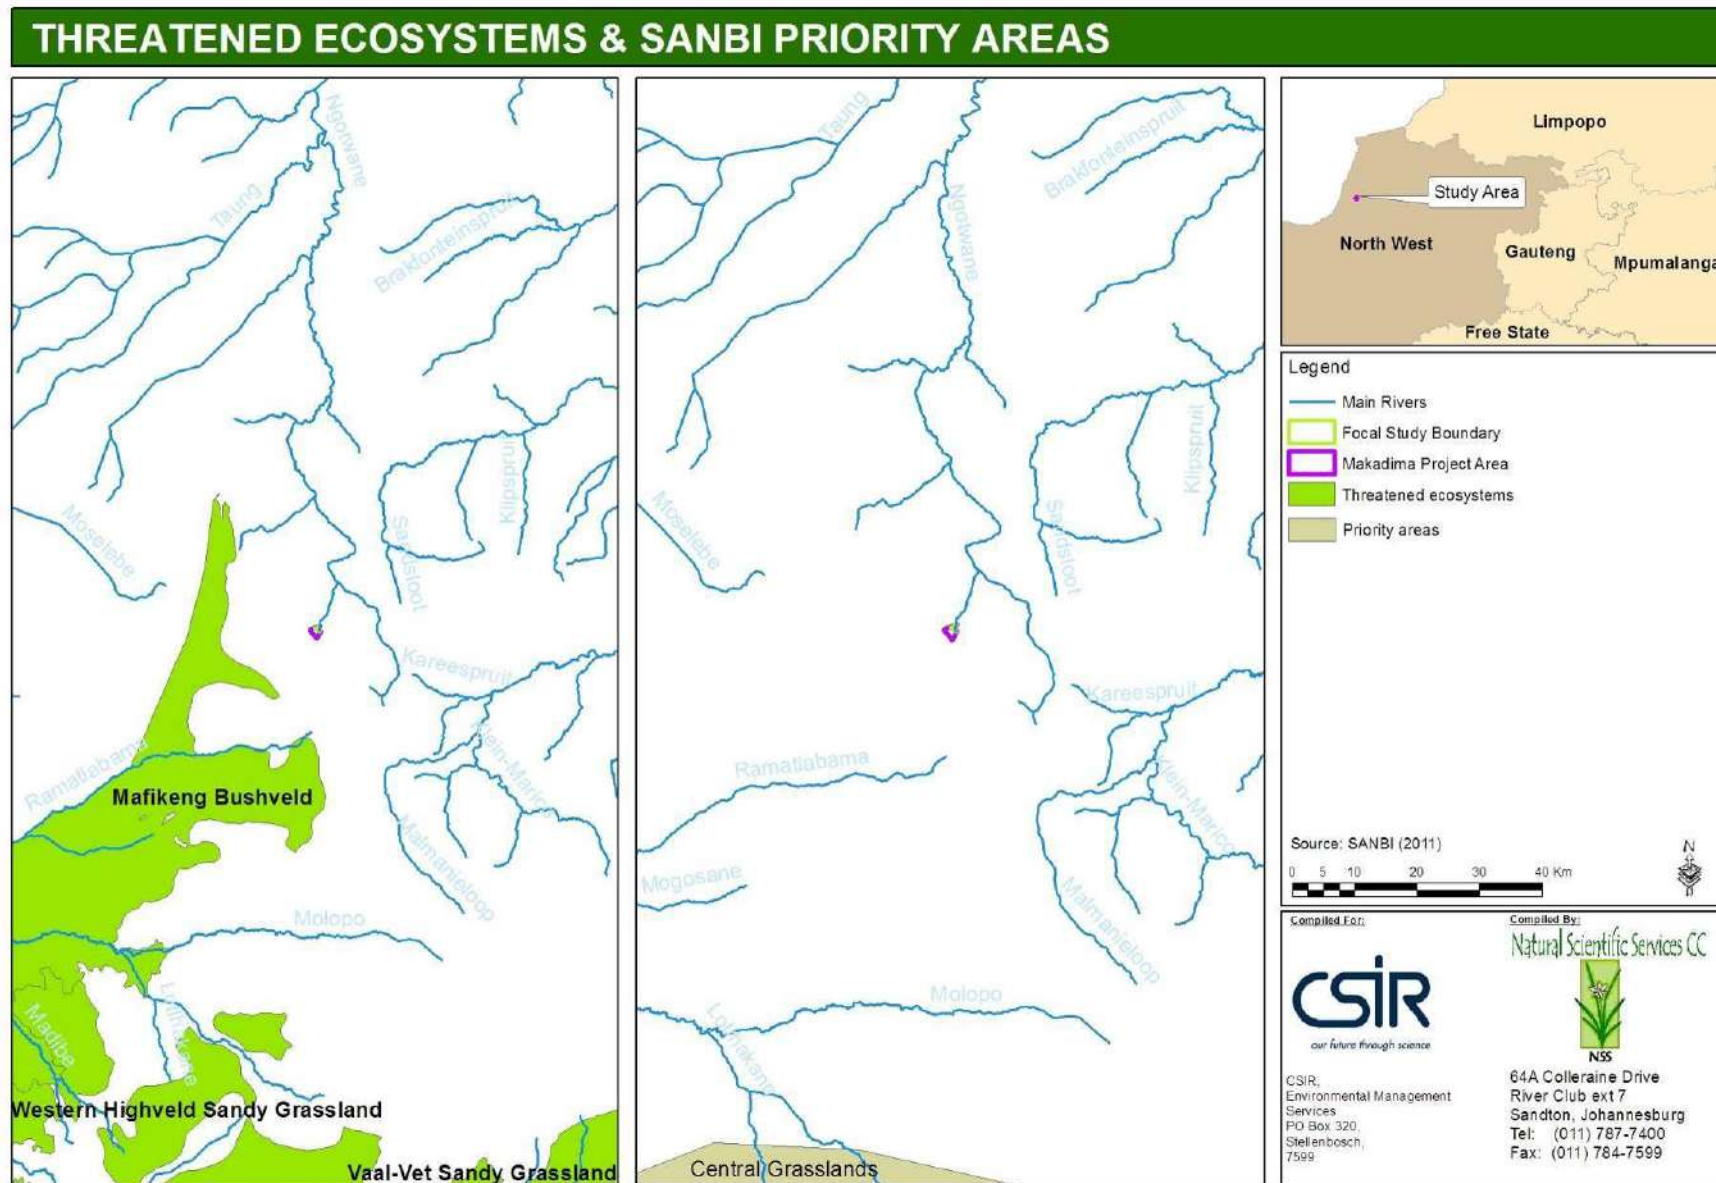 THREATENED ECOSYSTEMS & SANBI PRIORITY AREAS
Ngotwane
Taung
Brakfonteinspruit
Klipspruit
Moselebe
Sandsloot
Kareespruit
Klein-Marico
Ramatlabama
Mafikeng Bushveld
Malmanieloop
Molopo
Madibe
Western Highveld Sandy Grassland
Vaal-Vet Sandy Grassland
Taung
Brakfonteinspruit
Ngotwane
Klipspruit
Moselebe
Sandsloot
Kareespruit
Ramatlabama
Klein-Marico
Mogosane
Malmanieloop
Molopo
Central Grasslands
Limpopo
Study Area
North West
Gauteng
Mpumalanga
Free State
Legend
Main Rivers
Focal Study Boundary
Makadima Project Area
Threatened ecosystems
Priority areas
Source: SANBI (2011)
N
0 5 10 20 30 40 Km
Compiled For:
CSIR
our future through science
CSIR,
Environmental Management
Services
PO Box 320,
Stellenbosch,
7599
Compiled By:
Natural Scientific Services CC
NSS
64A Colleraine Drive
River Club ext 7
Sandton, Johannesburg
Tel: (011) 787-7400
Fax: (011) 784-7599